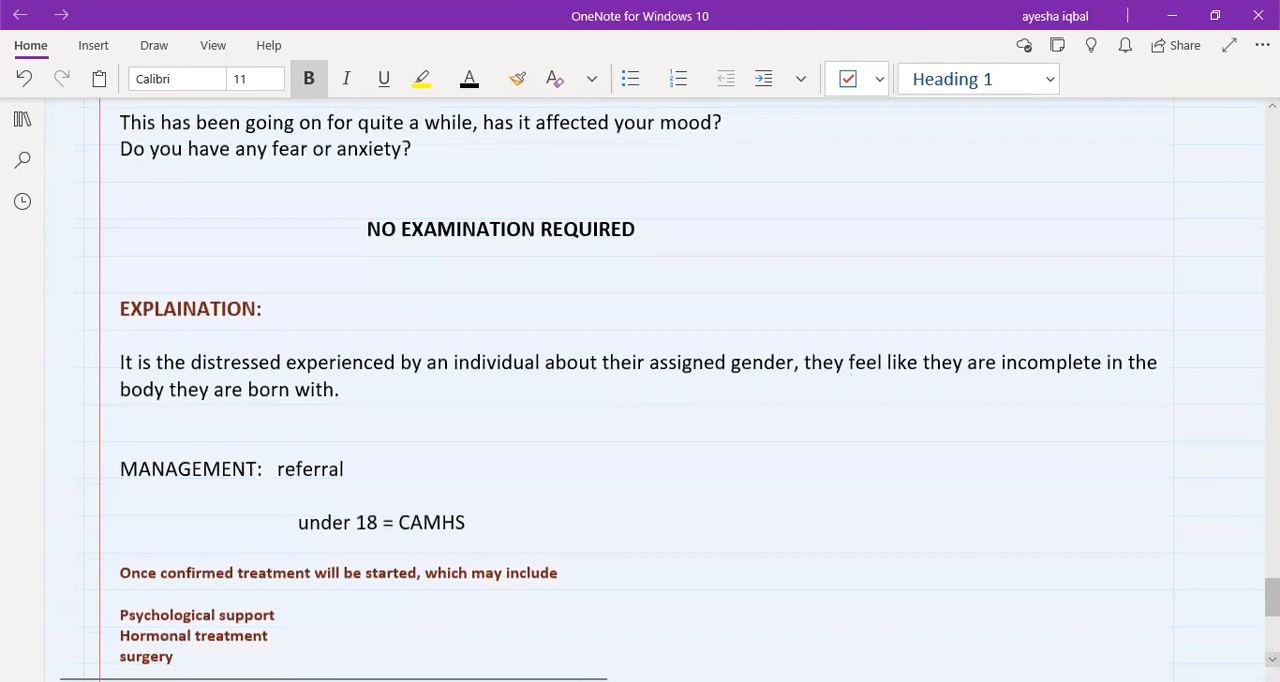 OneNote for Windows 10
ayesha iqbal
Home Insert Draw View Help
Share
Calibri 11 B I U A A Heading 1
This has been going on for quite a while, has it affected your mood?
Do you have any fear or anxiety?
NO EXAMINATION REQUIRED
EXPLAINATION:
It is the distressed experienced by an individual about their assigned gender, they feel like they are incomplete in the
body they are born with.
MANAGEMENT: referral
under 18 = CAMHS
Once confirmed treatment will be started, which may include
Psychological support
Hormonal treatment
surgery